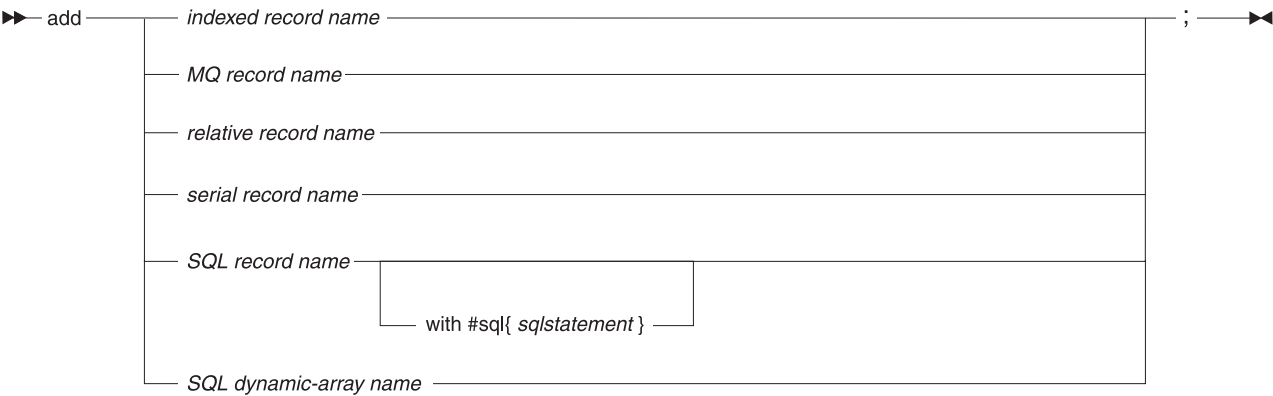 add indexed record name ;
MQ record name
relative record name
serial record name
SQL record name
with #sql{ sqlstatement }
SQL dynamic-array name